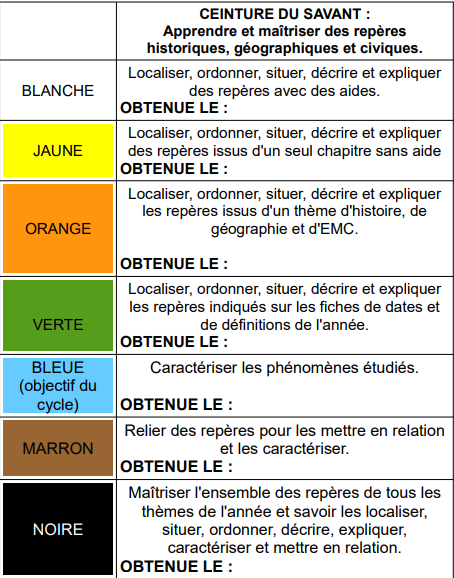 CEINTURE DU SAVANT :
Apprendre et maîtriser des repères
historiques, géographiques et civiques.
BLANCHE
Localiser, ordonner, situer, décrire et expliquer
des repères avec des aides.
OBTENUE LE :
JAUNE
Localiser, ordonner, situer, décrire et expliquer
des repères issus d'un seul chapitre sans aide
OBTENUE LE :
ORANGE
Localiser, ordonner, situer, décrire et expliquer
les repères issus d'un thème d'histoire, de
géographie et d'EMC.
OBTENUE LE :
VERTE
Localiser, ordonner, situer, décrire et expliquer
les repères indiqués sur les fiches de dates et
de définitions de l'année.
OBTENUE LE :
BLEUE
(objectif du
cycle)
Caractériser les phénomènes étudiés.
OBTENUE LE :
MARRON
Relier des repères pour les mettre en relation
et les caractériser.
OBTENUE LE :
NOIRE
Maîtriser l'ensemble des repères de tous les
thèmes de l'année et savoir les localiser,
situer, ordonner, décrire, expliquer,
caractériser et mettre en relation.
OBTENUE LE :